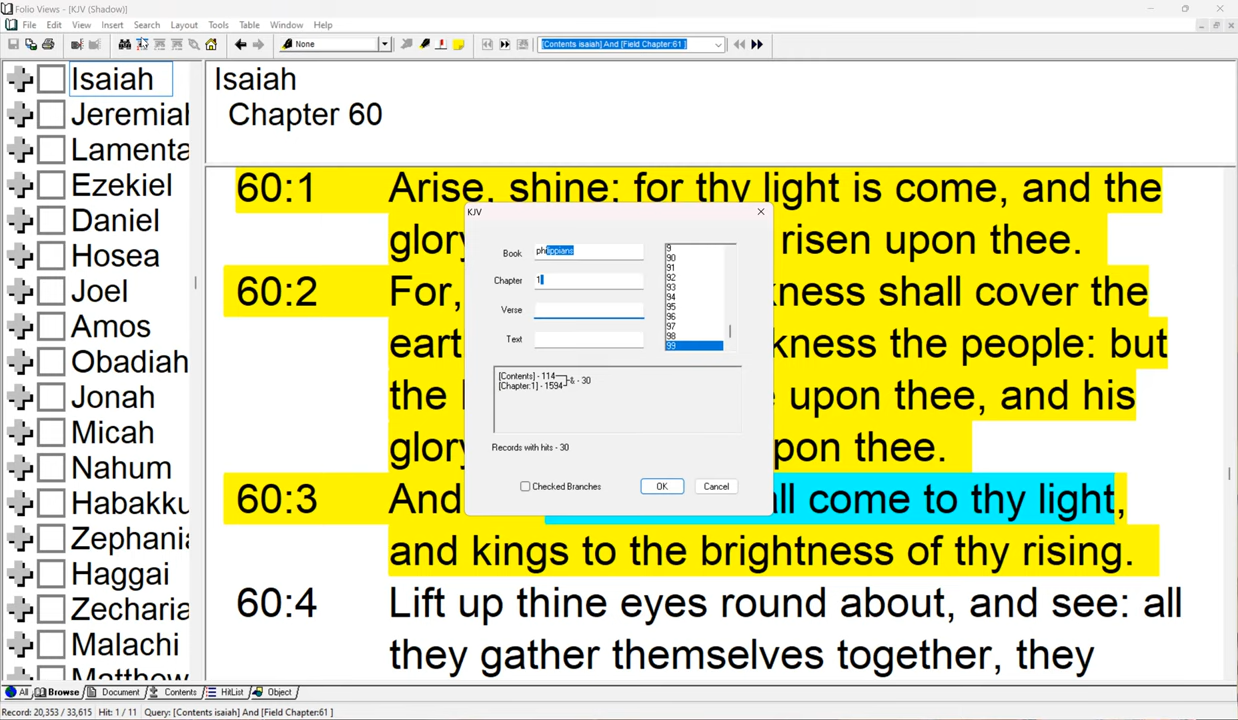 Folio Views - [KJV (Shadow)]
File Edit View Insert Search Layout Tools Table Window Help
None
[Contents isaiah] And [Field Chapter:61 ]
Isaiah
Jeremiah
Lamenta
Ezekiel
Daniel
Hosea
Joel
Amos
Obadiah
Jonah
Micah
Nahum
Habakku
Zephania
Haggai
Zecharia
Malachi
Matthew
Isaiah
Chapter 60
60:1 Arise, shine; for thy light is come, and the
glory risen upon thee.
60:2 For, kness shall cover the
earth kness the people: but
the upon thee, and his
glory pon thee.
60:3 And all come to thy light,
and kings to the brightness of thy rising.
60:4 Lift up thine eyes round about, and see: all
they gather themselves together, they
KJV
Book philippians
Chapter 1
Verse
Text
9
90
91
92
93
94
95
96
97
98
99
[Contents] - 114
[Chapter:1] - 1594
& - 30
Records with hits - 30
Checked Branches
OK
Cancel
All Browse Document Contents HitList Object
Record: 20,353 / 33,615 Hit: 1 / 11 Query: [Contents isaiah] And [Field Chapter:61 ]